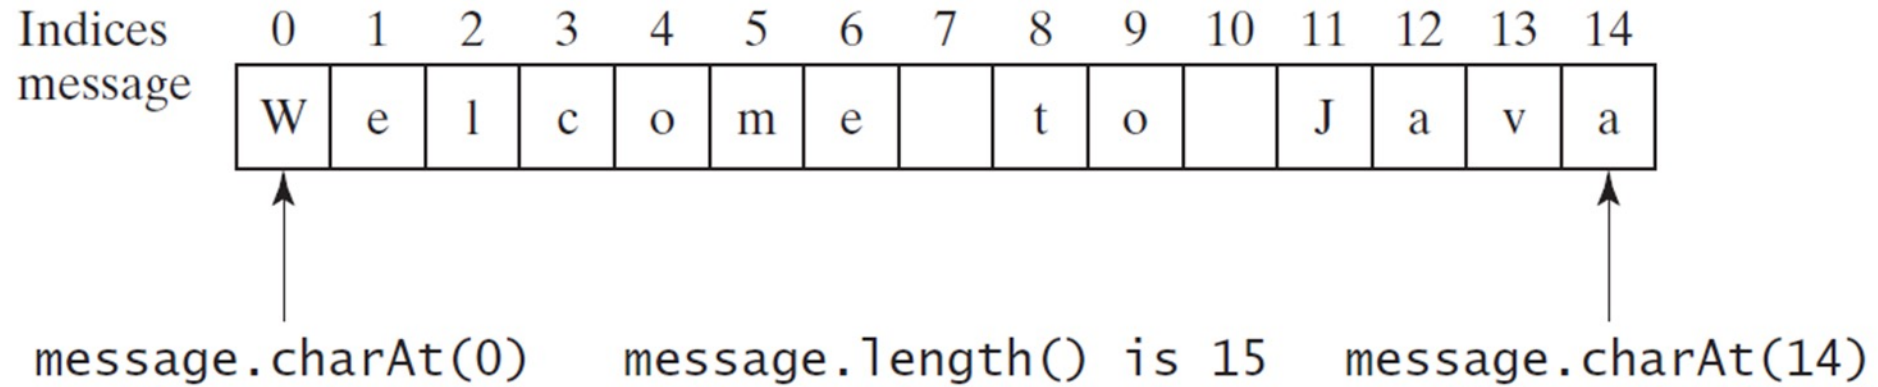 Indices 0 1 2 3 4 5 6 7 8 9 10 11 12 13 14
message W e l c o m e t o J a v a
message.charAt(0) message.length() is 15 message.charAt(14)